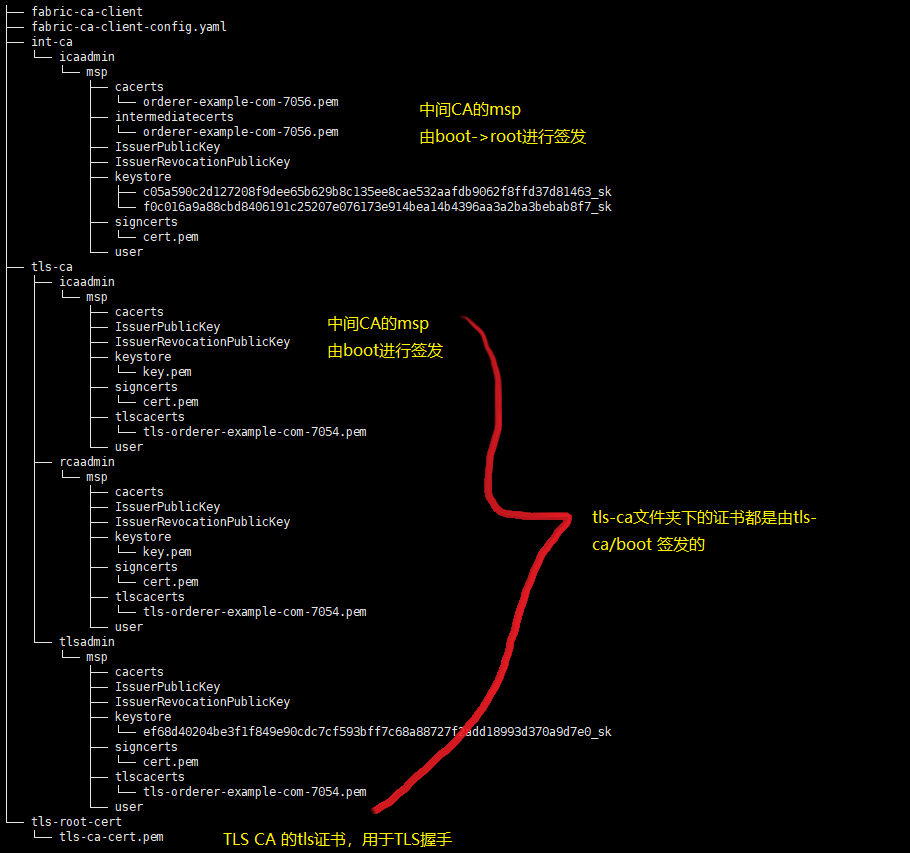 fabric-ca-client
fabric-ca-client-config.yaml
int-ca
icaadmin
msp
cacerts
orderer-example-com-7056.pem
intermediatecerts
orderer-example-com-7056.pem
IssuerPublicKey
IssuerRevocationPublicKey
keystore
c05a590c2d127208f9dee65b629b8c135ee8cae532aafdb9062f8ffd37d81463_sk
f0c016a9a88cbd8406191c25207e076173e914bea14b4396aa3a2ba3bebab8f7_sk
signcerts
cert.pem
user
中间CA的msp
由boot->root进行签发
tls-ca
icaadmin
msp
cacerts
IssuerPublicKey
IssuerRevocationPublicKey
keystore
key.pem
signcerts
cert.pem
tlscacerts
tls-orderer-example-com-7054.pem
user
中间CA的msp
由boot进行签发
rcaadmin
msp
cacerts
IssuerPublicKey
IssuerRevocationPublicKey
keystore
key.pem
signcerts
cert.pem
tlscacerts
tls-orderer-example-com-7054.pem
user
tls-ca文件夹下的证书都是由tls-
ca/boot 签发的
tlsadmin
msp
cacerts
IssuerPublicKey
IssuerRevocationPublicKey
keystore
signcerts
cert.pem
tlscacerts
tls-orderer-example-com-7054.pem
user
tls-root-cert
tls-ca-cert.pem
TLS CA 的tls证书，用于TLS握手